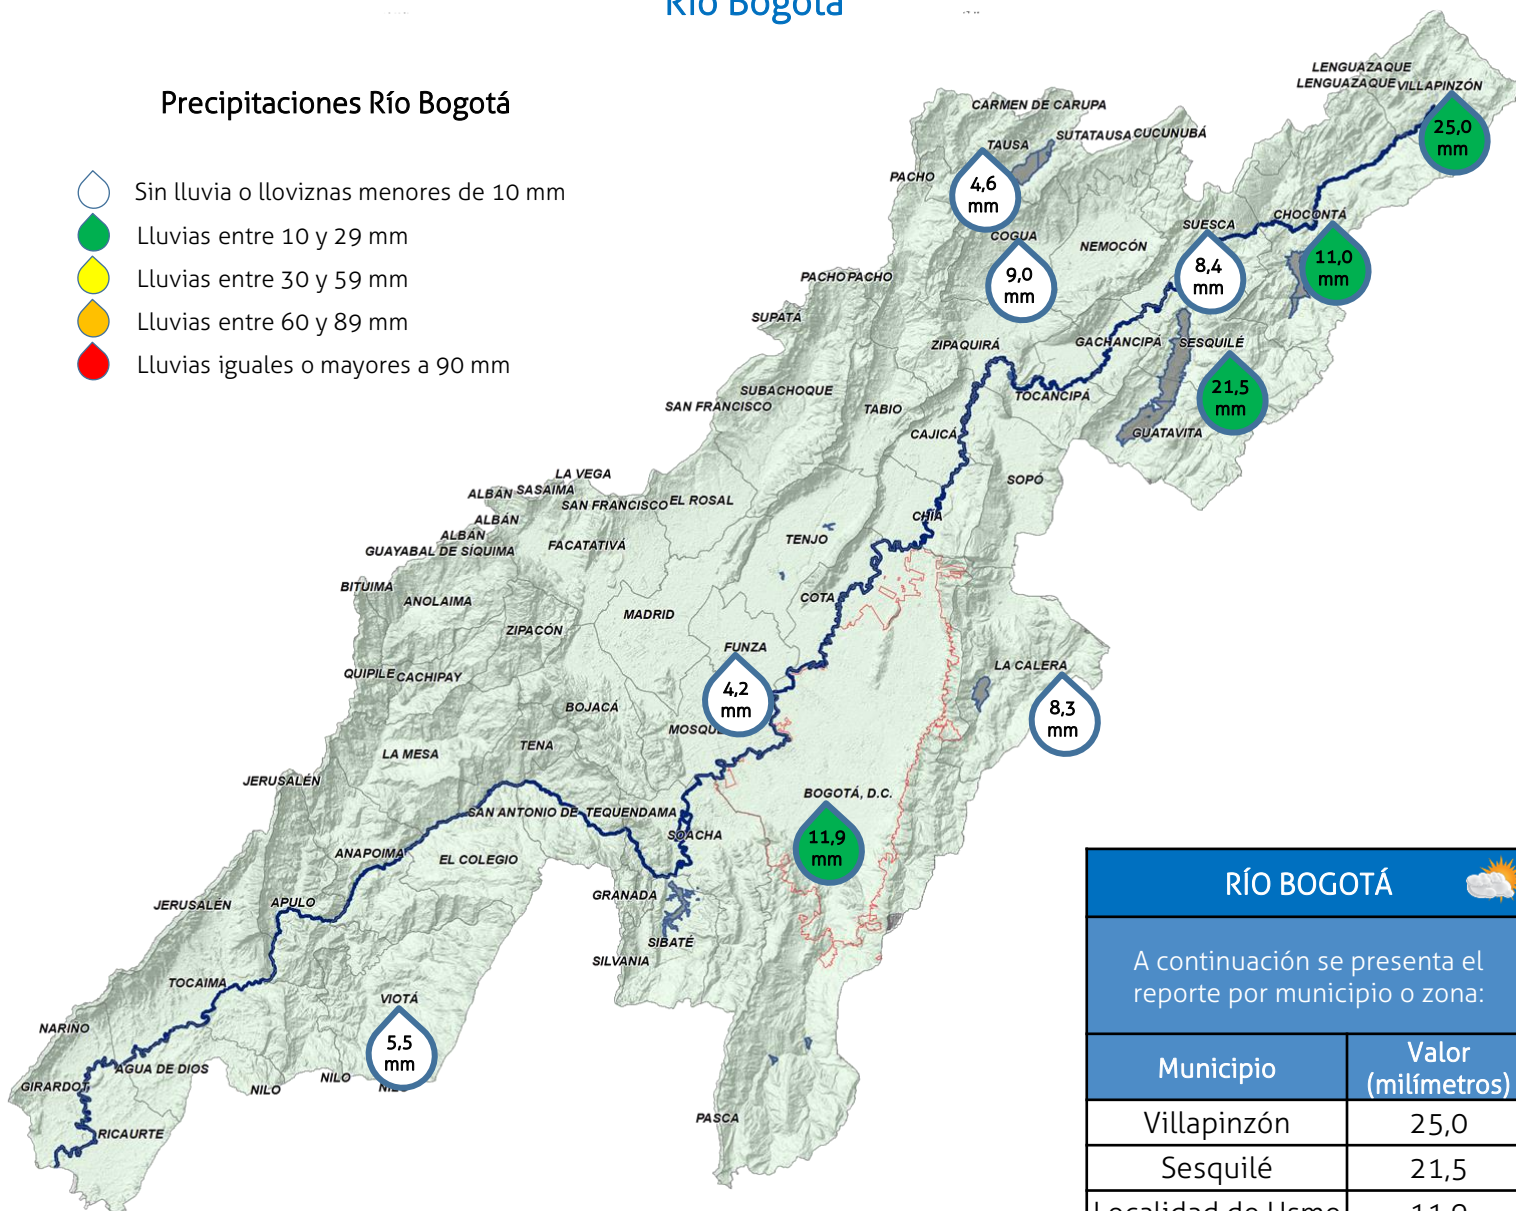 Río Bogotá
Precipitaciones Río Bogotá
Sin lluvia o lloviznas menores de 10 mm
Lluvias entre 10 y 29 mm
Lluvias entre 30 y 59 mm
Lluvias entre 60 y 89 mm
Lluvias iguales o mayores a 90 mm
LENGUAZAQUE
LENGUAZAQUE VILLAPINZÓN
25,0
mm
CARMEN DE CARUPA
SUTATAUSA CUCUNUBÁ
TAUSA
PACHO
4,6
mm
CHOCONTÁ
SUESCA
COGUA
NEMOCÓN
11,0
mm
8,4
mm
9,0
mm
PACHO PACHO
SUPATÁ
ZIPAQUIRÁ
GACHANCIPÁ
SESQUILÉ
21,5
mm
SUBACHOQUE
SAN FRANCISCO
TABIO
TOCANCIPÁ
CAJICÁ
GUATAVITA
SOPÓ
LA VEGA
ALBÁN SASAIMA
SAN FRANCISCO EL ROSAL
CHÍA
ALBÁN
ALBÁN
GUAYABAL DE SÍQUIMA
FACATATIVÁ
TENJO
BITUIMA
ANOLAIMA
COTA
MADRID
ZIPACÓN
FUNZA
LA CALERA
QUIPILE CACHIPAY
4,2
mm
8,3
mm
BOJACÁ
MOSQUE
TENA
LA MESA
JERUSALÉN
BOGOTÁ, D.C.
SAN ANTONIO DE TEQUENDAMA
SOACHA
11,9
mm
ANAPOIMA
EL COLEGIO
GRANADA
JERUSALÉN
APULO
SIBATÉ
SILVANIA
TOCAIMA
VIOTÁ
NARIÑO
5,5
mm
AGUA DE DIOS
GIRARDOT
NILO
NILO
NILO
PASCA
RICAURTE
RÍO BOGOTÁ
A continuación se presenta el
reporte por municipio o zona:
Municipio
Valor
(milímetros)
Villapinzón 25,0
Sesquilé 21,5
Localidad de Usme 11,9